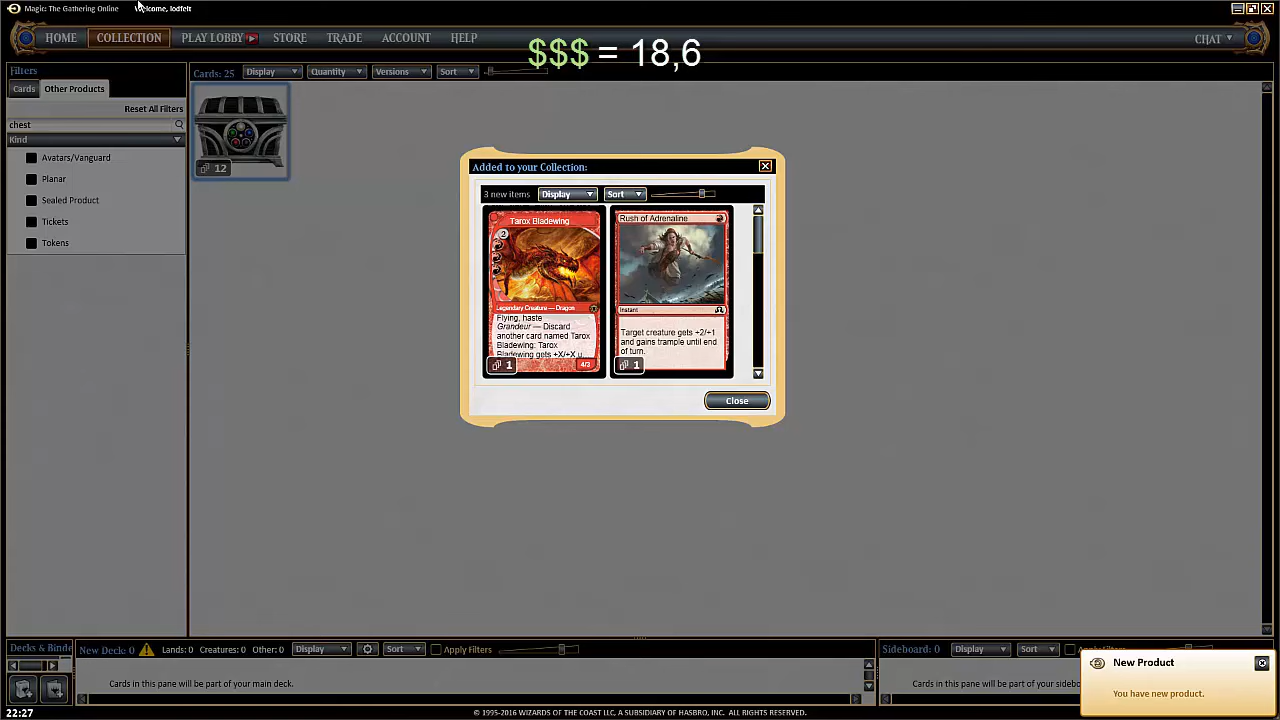 Magic: The Gathering Online
Welcome, lodfelt
HOME
COLLECTION
PLAY LOBBY
STORE
TRADE
ACCOUNT
HELP
CHAT
$$$ = 18,6
Filters
Cards
Other Products
Reset All Filters
chest
Kind
Avatars/Vanguard
Planar
Sealed Product
Tickets
Tokens
Cards: 25
Display
Quantity
Versions
Sort
12
Added to your Collection:
3 new items
Display
Sort
Tarox Bladewing
2
Legendary Creature — Dragon
Flying, haste
Grandeur — Discard
another card named Tarox
Bladewing: Tarox
Bladewing gets +X/+X u
1
4/3
Rush of Adrenaline
Instant
Target creature gets +2/+1
and gains trample until end
of turn.
1
Close
Decks & Binde
New Deck: 0
Lands: 0
Creatures: 0
Other: 0
Display
Sort
Apply Filters
Cards in this pane will be part of your main deck.
Sideboard: 0
Display
Sort
Cards in this pane will be part of your sidebo
New Product
You have new product.
22:27
© 1995-2016 WIZARDS OF THE COAST LLC, A SUBSIDIARY OF HASBRO, INC. ALL RIGHTS RESERVED.